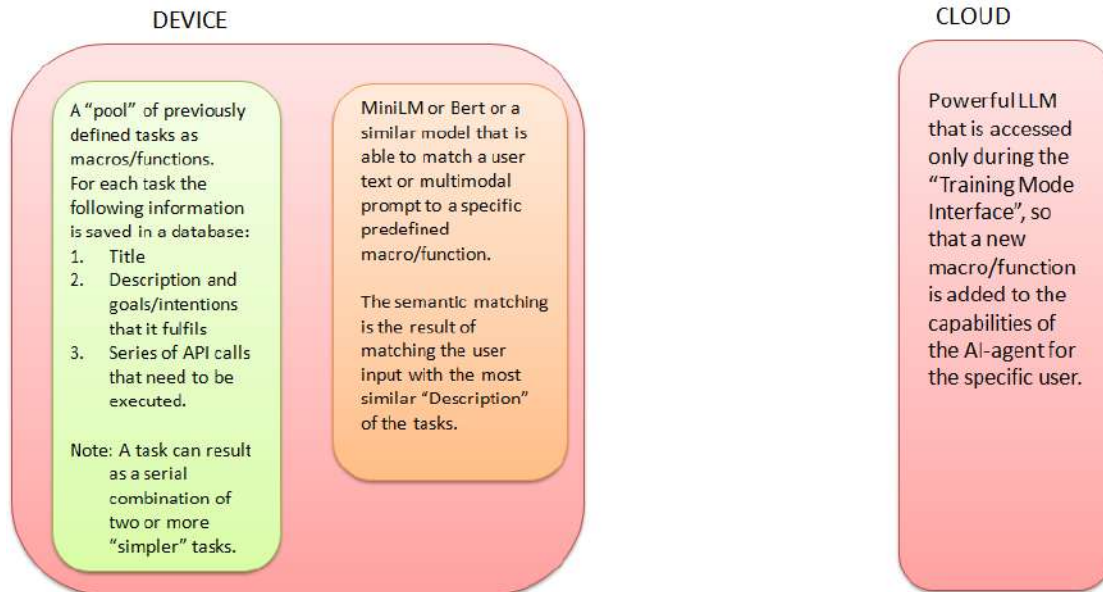 DEVICE
A “pool” of previously
defined tasks as
macros/functions.
For each task the
following information
is saved in a database:
1. Title
2. Description and
goals/intentions
that it fulfils
3. Series of API calls
that need to be
executed.
Note: A task can result
as a serial
combination of
two or more
“simpler” tasks.
MiniLM or Bert or a
similar model that is
able to match a user
text or multimodal
prompt to a specific
predefined
macro/function.
The semantic matching
is the result of
matching the user
input with the most
similar “Description”
of the tasks.
CLOUD
Powerful LLM
that is accessed
only during the
“Training Mode
Interface”, so
that a new
macro/function
is added to the
capabilities of
the AI-agent for
the specific user.